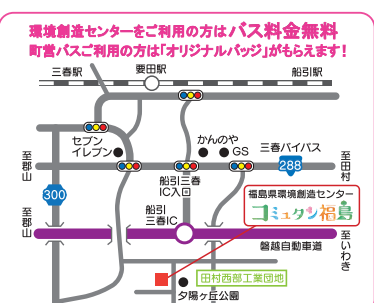 環境創造センターをご利用の方はバス料金無料
町営バスご利用の方は「オリジナルバッジ」がもらえます!
三春駅
要田駅
船引駅
セブン
イレブン
かんのや
GS
三春バイパス
288
至郡山
至田村
300
船引三春
IC入口
福島県環境創造センター
コミュタン福島
至郡山
船引
三春IC
磐越自動車道
至いわき
田村西部工業団地
夕陽ヶ丘公園